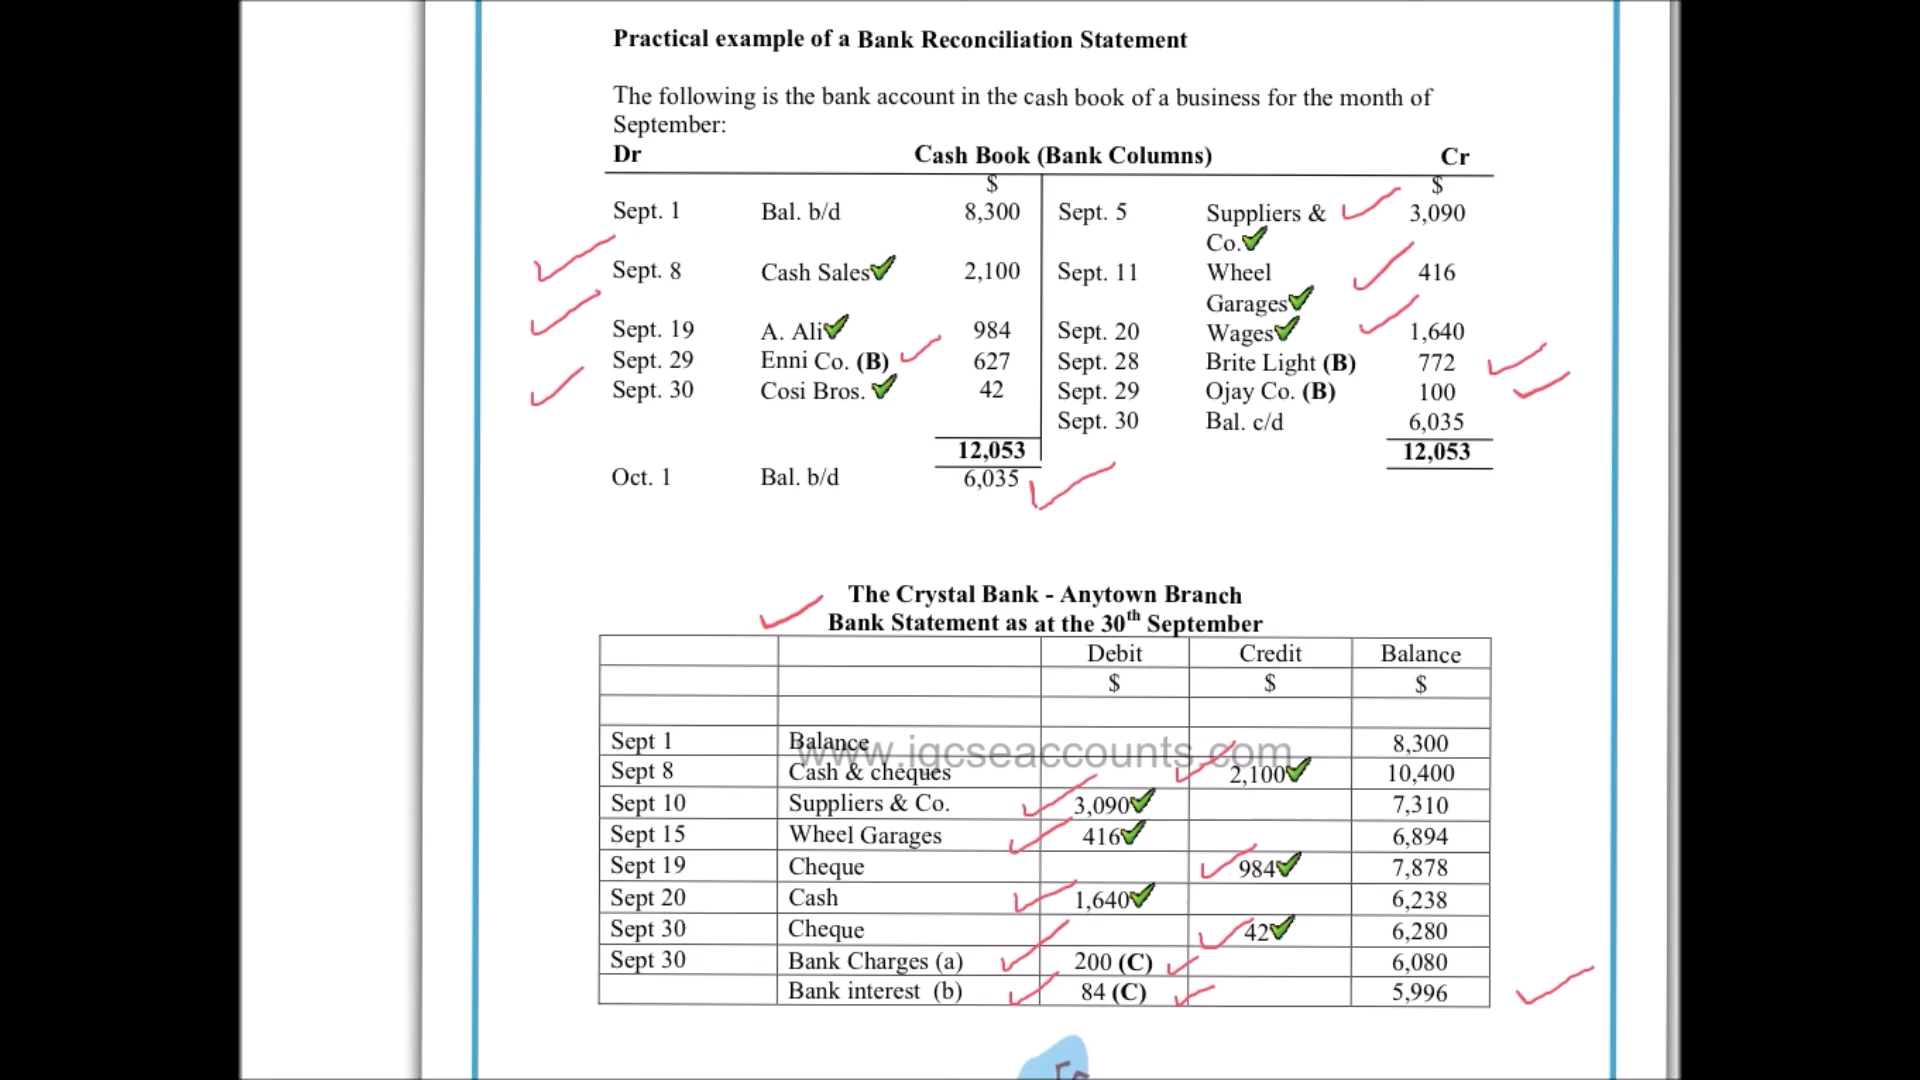 Practical example of a Bank Reconciliation Statement
The following is the bank account in the cash book of a business for the month of
September:
Dr Cash Book (Bank Columns) Cr
$ $
Sept. 1 Bal. b/d 8,300 Sept. 5 Suppliers & 3,090
Co.
Sept. 8 Cash Sales 2,100 Sept. 11 Wheel 416
Garages
Sept. 19 A. Ali 984 Sept. 20 Wages 1,640
Sept. 29 Enni Co. (B) 627 Sept. 28 Brite Light (B) 772
Sept. 30 Cosi Bros. 42 Sept. 29 Ojay Co. (B) 100
Sept. 30 Bal. c/d 6,035
12,053 12,053
Oct. 1 Bal. b/d 6,035
The Crystal Bank - Anytown Branch
Bank Statement as at the 30th September
Debit Credit Balance
$ $ $
www.igcseaccounts.com
Sept 1 Balance 8,300
Sept 8 Cash & cheques 2,100 10,400
Sept 10 Suppliers & Co. 3,090 7,310
Sept 15 Wheel Garages 416 6,894
Sept 19 Cheque 984 7,878
Sept 20 Cash 1,640 6,238
Sept 30 Cheque 42 6,280
Sept 30 Bank Charges (a) 200 (C) 6,080
Bank interest (b) 84 (C) 5,996